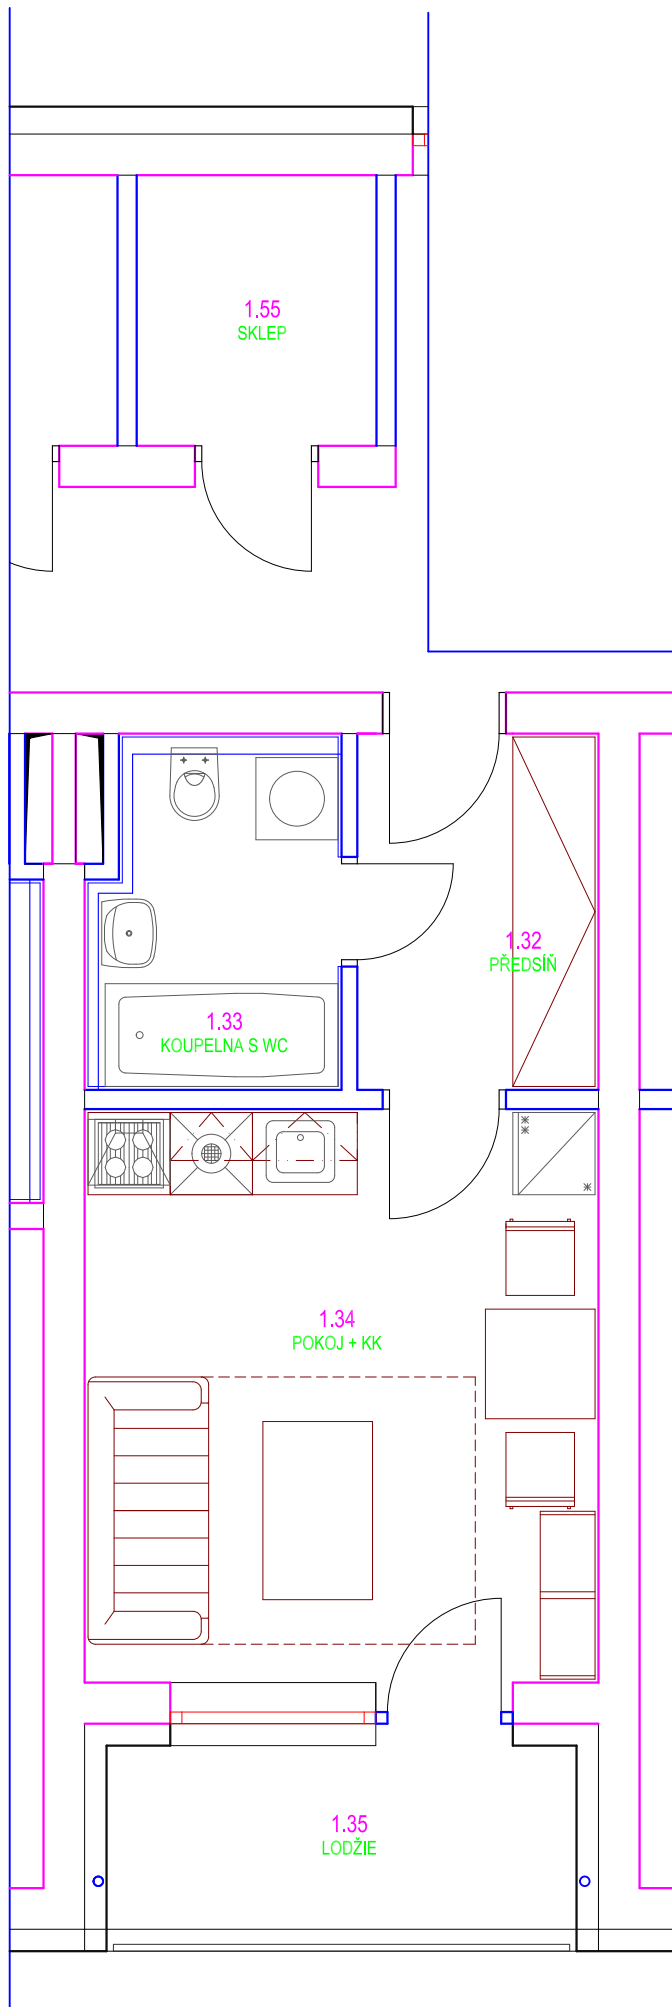 1.55
SKLEP
1.32
PŘEDSÍŇ
1.33
KOUPELNA S WC
1.34
POKOJ + KK
1.35
LODŽIE